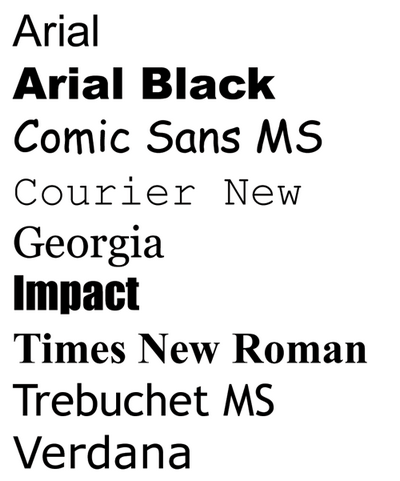 Arial
Arial Black
Comic Sans MS
Courier New
Georgia
Impact
Times New Roman
Trebuchet MS
Verdana